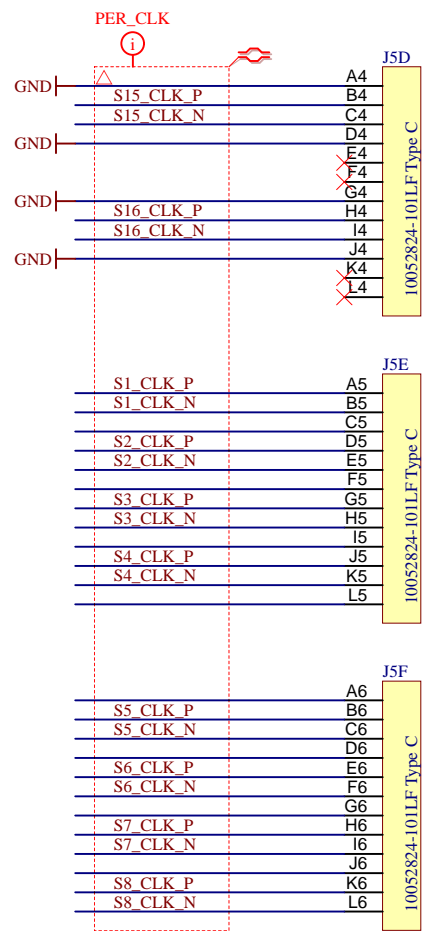 PER_CLK
i
J5D
A4
GND
S15_CLK_P B4
S15_CLK_N C4
GND D4
E4
F4
GND G4
S16_CLK_P H4
S16_CLK_N I4
GND J4
K4
L4
10052824-101LF Type C
J5E
S1_CLK_P A5
S1_CLK_N B5
C5
S2_CLK_P D5
S2_CLK_N E5
F5
S3_CLK_P G5
S3_CLK_N H5
I5
S4_CLK_P J5
S4_CLK_N K5
L5
10052824-101LF Type C
J5F
A6
S5_CLK_P B6
S5_CLK_N C6
D6
S6_CLK_P E6
S6_CLK_N F6
G6
S7_CLK_P H6
S7_CLK_N I6
J6
S8_CLK_P K6
S8_CLK_N L6
10052824-101LF Type C